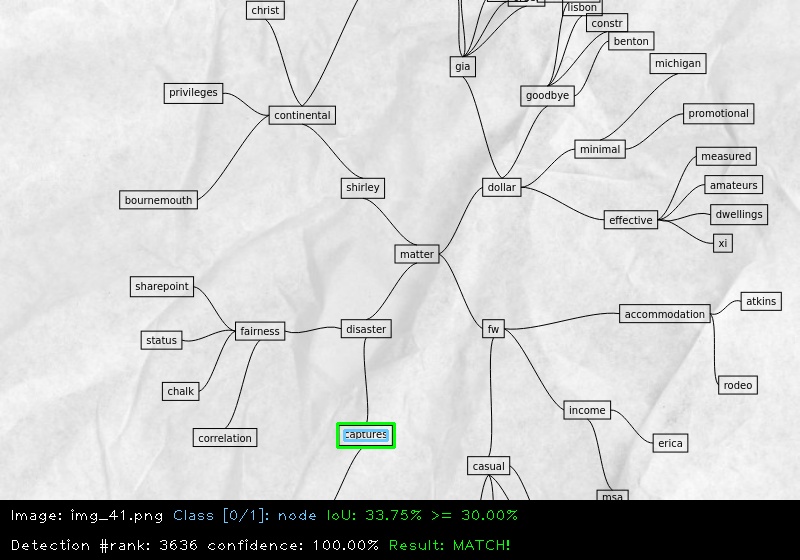 christ
lisbon
constr
benton
gia
michigan
privileges
goodbye
continental
promotional
minimal
measured
shirley
dollar
amateurs
bournemouth
dwellings
effective
xi
matter
sharepoint
atkins
accommodation
fairness
disaster
fw
status
rodeo
chalk
income
correlation
captures
erica
casual
msa
Image: img_41.png Class [0/1]: node IoU: 33.75% >= 30.00%
Detection #rank: 3636 confidence: 100.00% Result: MATCH!